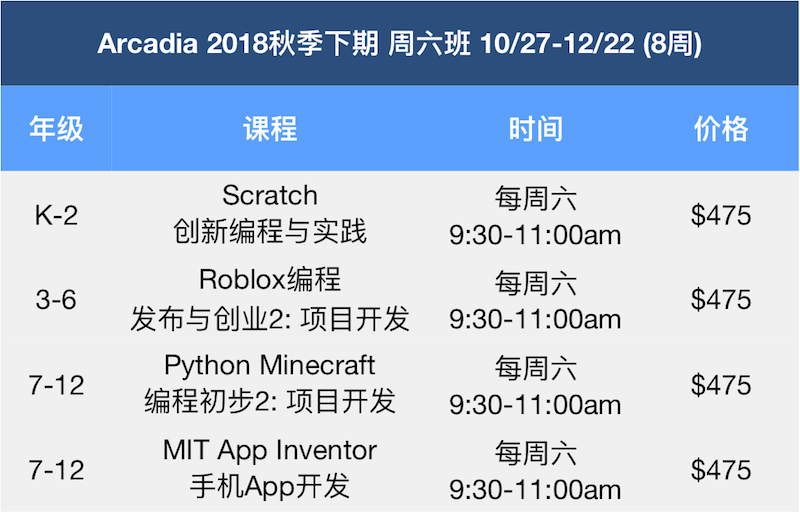 Arcadia 2018秋季下期 周六班 10/27-12/22 (8周)
年级 课程 时间 价格
K-2 Scratch 创新编程与实践 每周六 9:30-11:00am $475
3-6 Roblox编程 发布与创业2: 项目开发 每周六 9:30-11:00am $475
7-12 Python Minecraft 编程初步2: 项目开发 每周六 9:30-11:00am $475
7-12 MIT App Inventor 手机App开发 每周六 9:30-11:00am $475